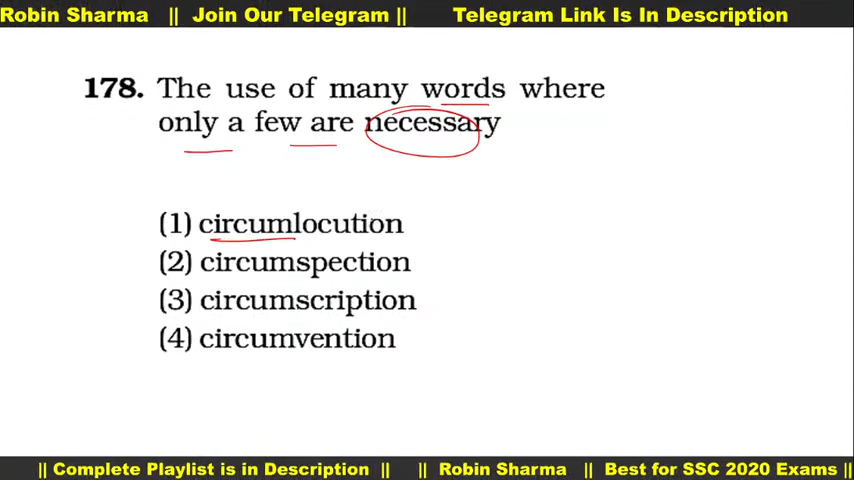 Robin Sharma || Join Our Telegram || Telegram Link Is In Description
178. The use of many words where
only a few are necessary
(1) circumlocution
(2) circumspection
(3) circumscription
(4) circumvention
|| Complete Playlist is in Description || || Robin Sharma || Best for SSC 2020 Exams ||